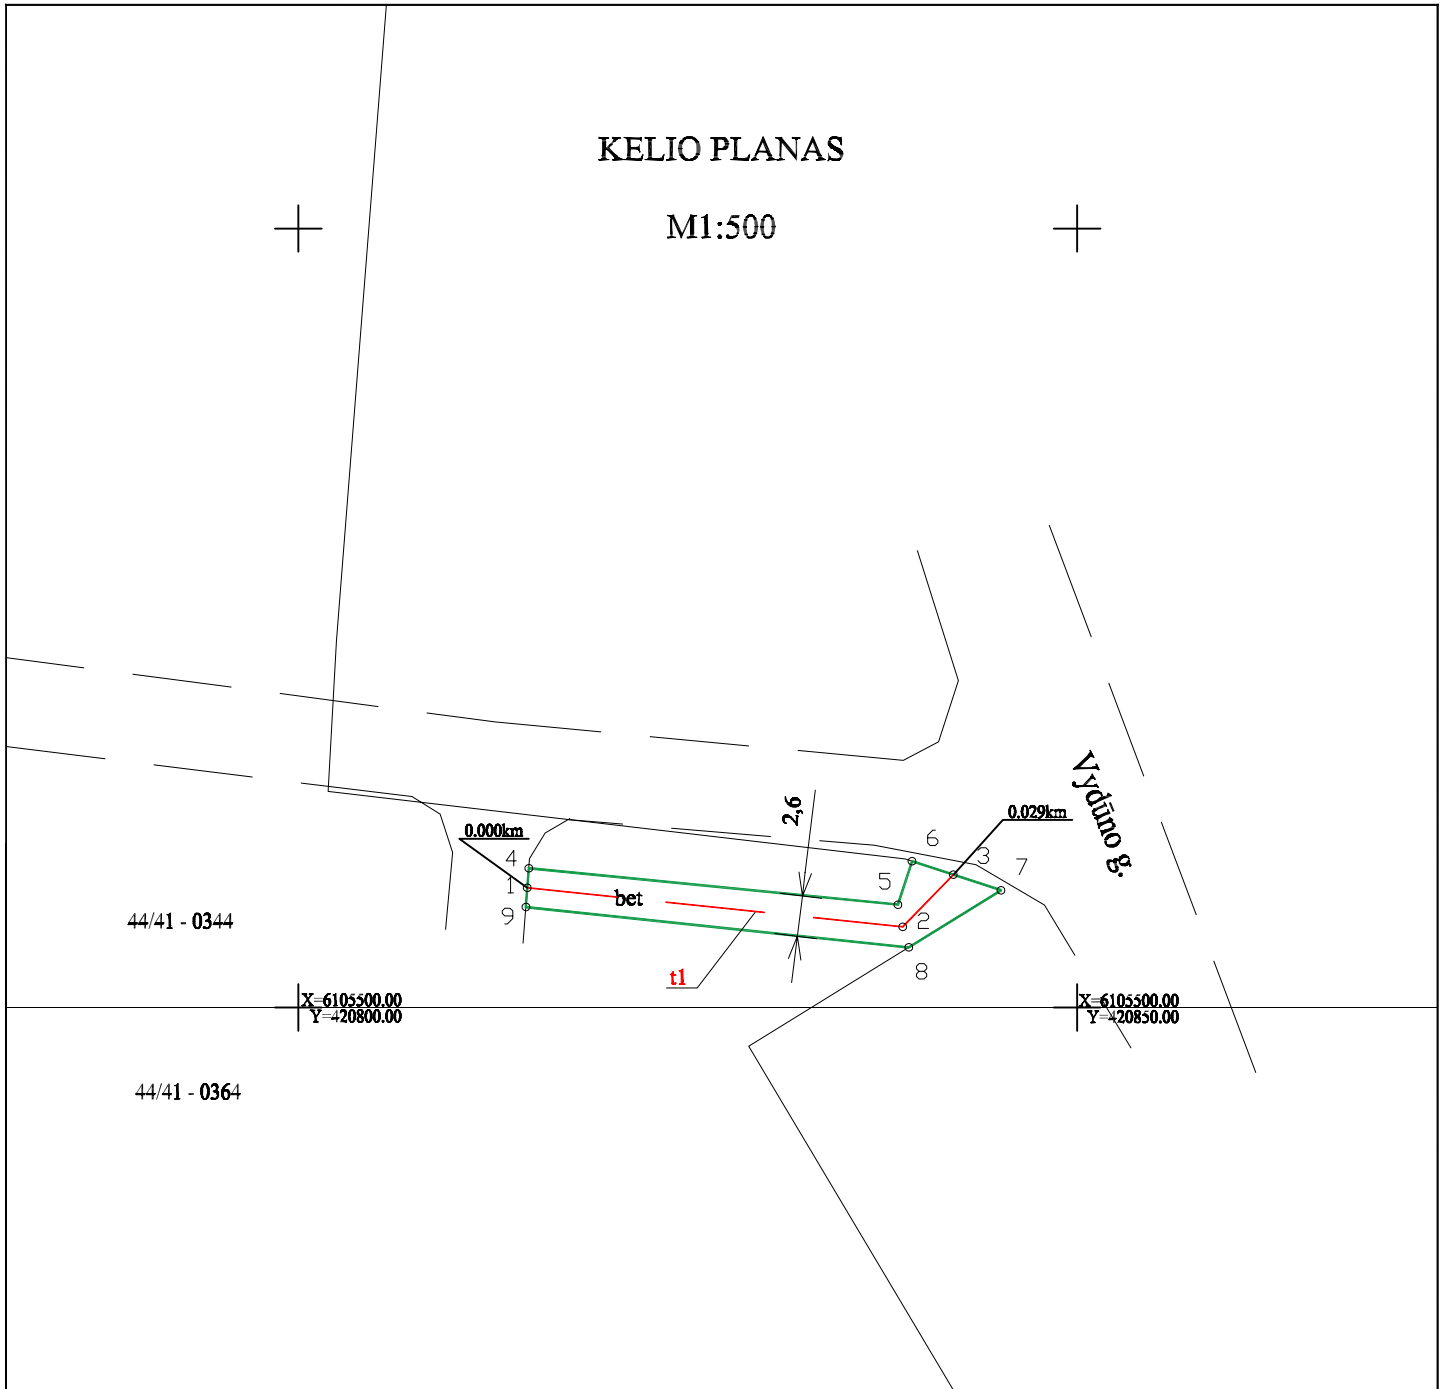 KELIO PLANAS
M1:500
Vydūno g.
2,6
0.029km
0.000km
6
3
7
4
5
1
bet
9
2
44/41 - 0344
8
t1
X=6105500.00
Y=420800.00
X=6105500.00
Y=420850.00
44/41 - 0364